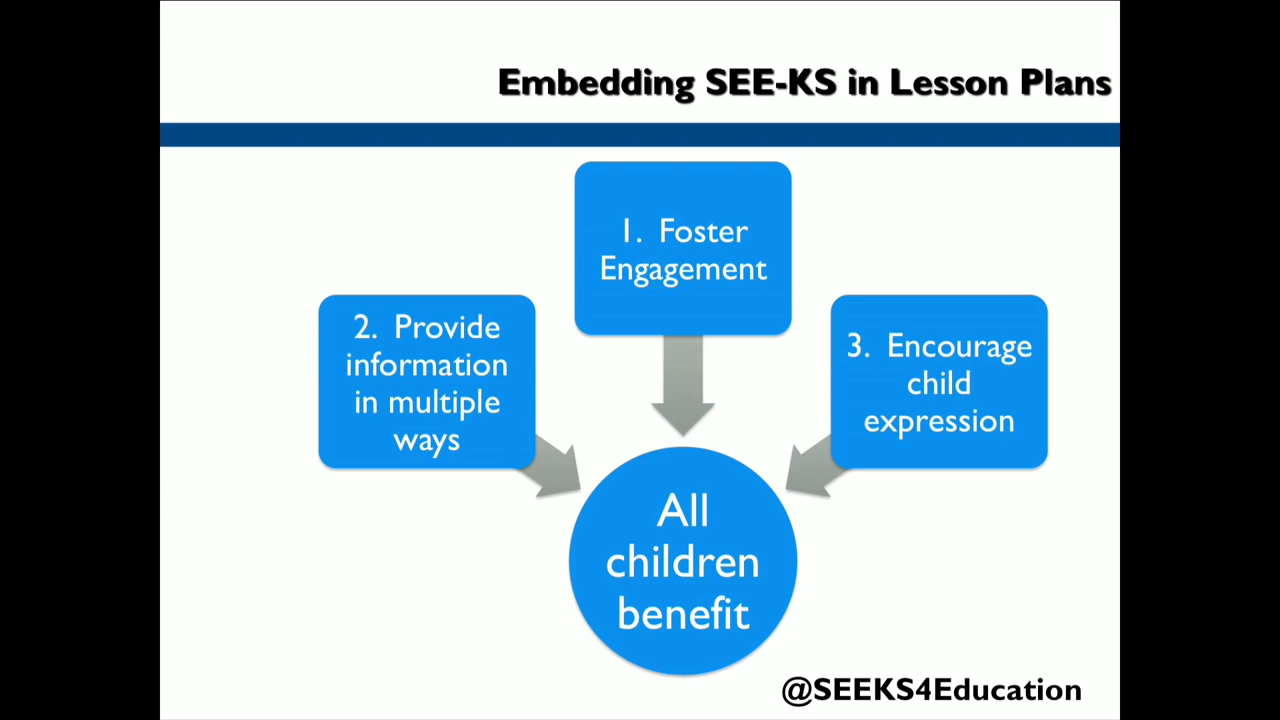 Embedding SEE-KS in Lesson Plans
1. Foster
Engagement
2. Provide
information
in multiple
ways
3. Encourage
child
expression
All
children
benefit
@SEEKS4Education